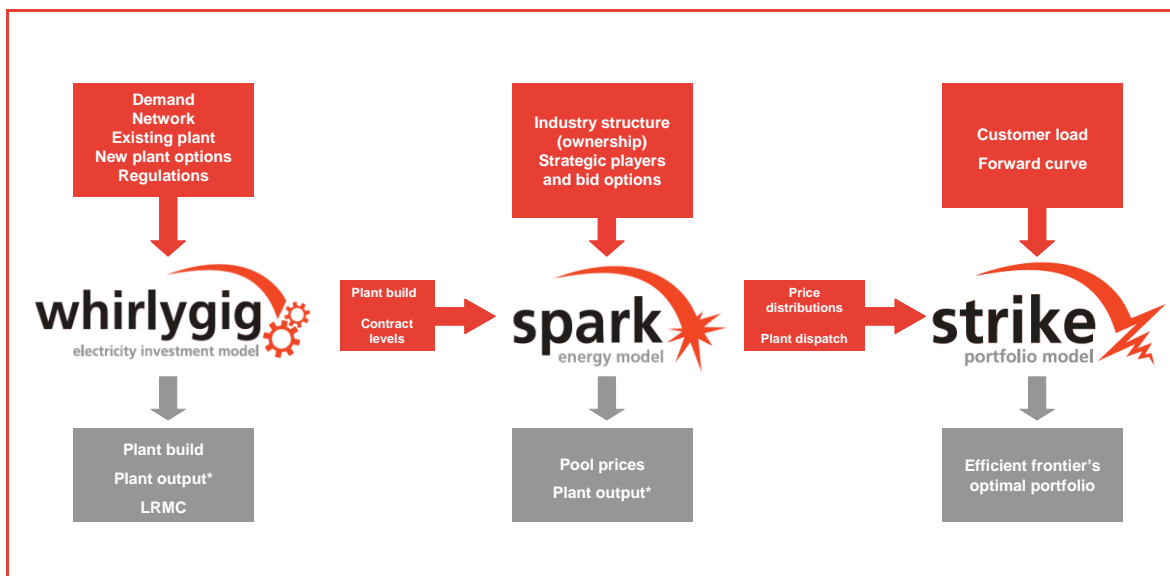 Demand
Network
Existing plant
New plant options
Regulations
Industry structure
(ownership)
Strategic players
and bid options
Customer load
Forward curve
whirlygig
electricity investment model
Plant build
Contract
levels
spark
energy model
Price
distributions
Plant dispatch
strike
portfolio model
Plant build
Plant output*
LRMC
Pool prices
Plant output*
Efficient frontier's
optimal portfolio